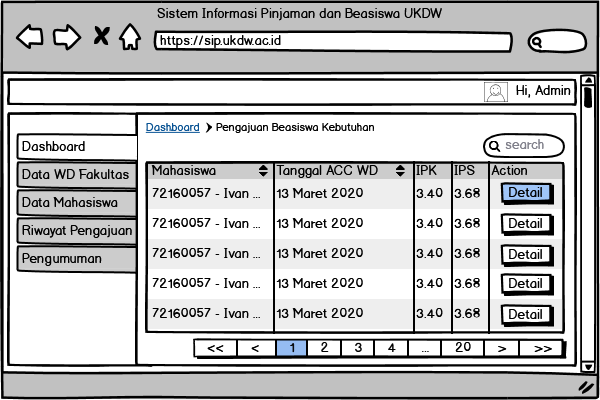 Sistem Informasi Pinjaman dan Beasiswa UKDW
https://sip.ukdw.ac.id
Hi, Admin
Dashboard
Data WD Fakultas
Data Mahasiswa
Riwayat Pengajuan
Pengumuman
Dashboard Pengajuan Beasiswa Kebutuhan
search
Mahasiswa Tanggal ACC WD IPK IPS Action
72160057 - Ivan ... 13 Maret 2020 3.40 3.68 Detail
72160057 - Ivan ... 13 Maret 2020 3.40 3.68 Detail
72160057 - Ivan ... 13 Maret 2020 3.40 3.68 Detail
72160057 - Ivan ... 13 Maret 2020 3.40 3.68 Detail
72160057 - Ivan ... 13 Maret 2020 3.40 3.68 Detail
<< < 1 2 3 4 ... 20 > >>